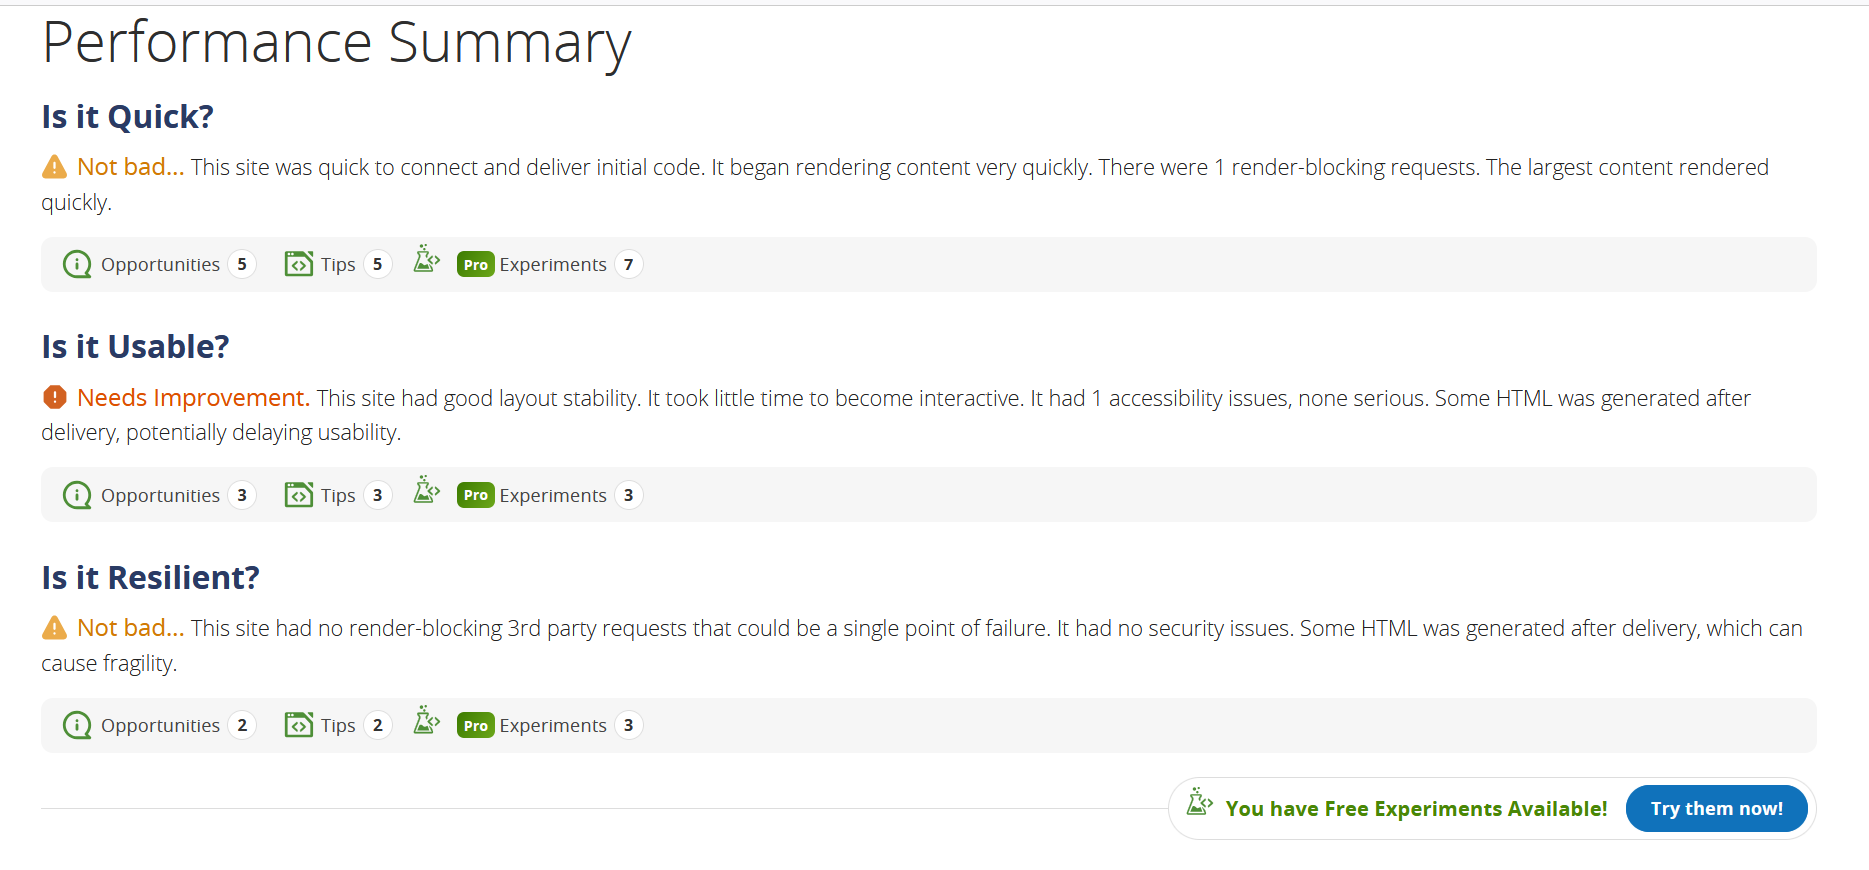 Performance Summary
Is it Quick?
Not bad... This site was quick to connect and deliver initial code. It began rendering content very quickly. There were 1 render-blocking requests. The largest content rendered
quickly.
Opportunities 5 Tips 5 Pro Experiments 7
Is it Usable?
Needs Improvement. This site had good layout stability. It took little time to become interactive. It had 1 accessibility issues, none serious. Some HTML was generated after
delivery, potentially delaying usability.
Opportunities 3 Tips 3 Pro Experiments 3
Is it Resilient?
Not bad... This site had no render-blocking 3rd party requests that could be a single point of failure. It had no security issues. Some HTML was generated after delivery, which can
cause fragility.
Opportunities 2 Tips 2 Pro Experiments 3
You have Free Experiments Available! Try them now!